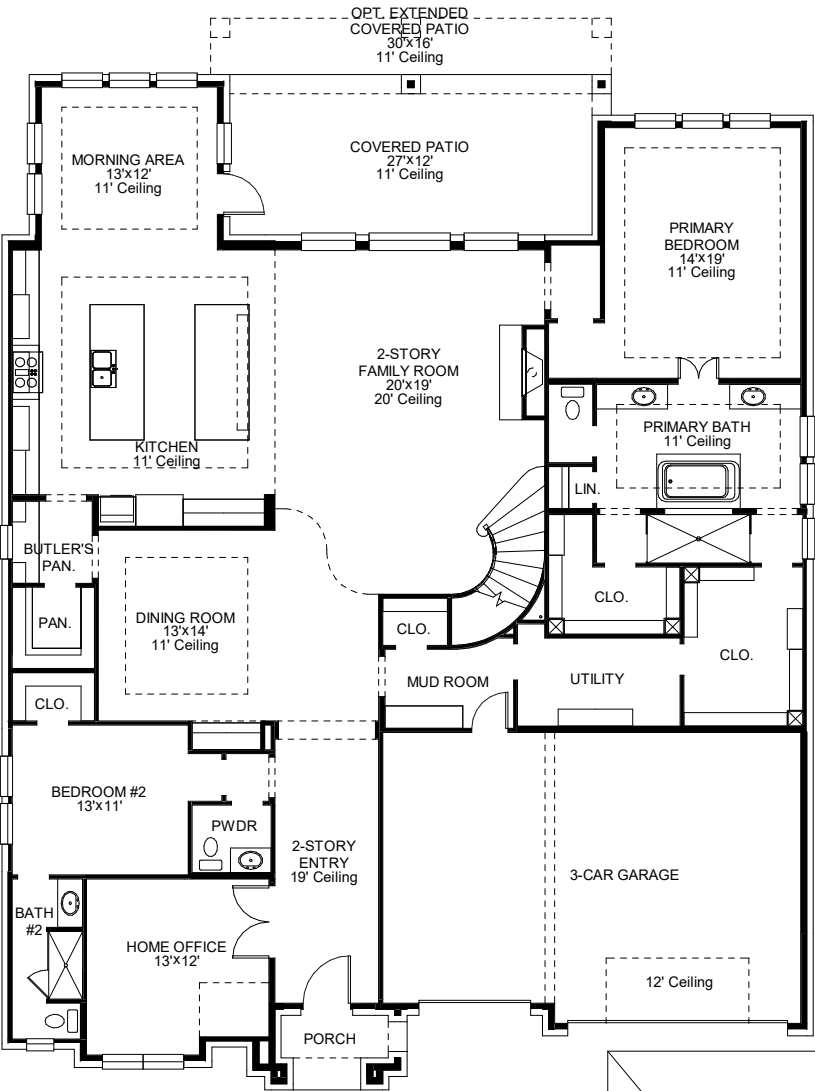 OPT. EXTENDED
COVERED PATIO
30'x16'
11' Ceiling
COVERED PATIO
27'x12'
11' Ceiling
MORNING AREA
13'x12'
11' Ceiling
PRIMARY
BEDROOM
14'x19'
11' Ceiling
2-STORY
FAMILY ROOM
20'x19'
20' Ceiling
KITCHEN
11' Ceiling
PRIMARY BATH
11' Ceiling
LIN.
BUTLER'S
PAN.
PAN.
DINING ROOM
13'x14'
11' Ceiling
CLO.
CLO.
CLO.
MUD ROOM
UTILITY
CLO.
BEDROOM #2
13'x11'
PWDR
2-STORY
ENTRY
19' Ceiling
3-CAR GARAGE
BATH
#2
HOME OFFICE
13'x12'
12' Ceiling
PORCH